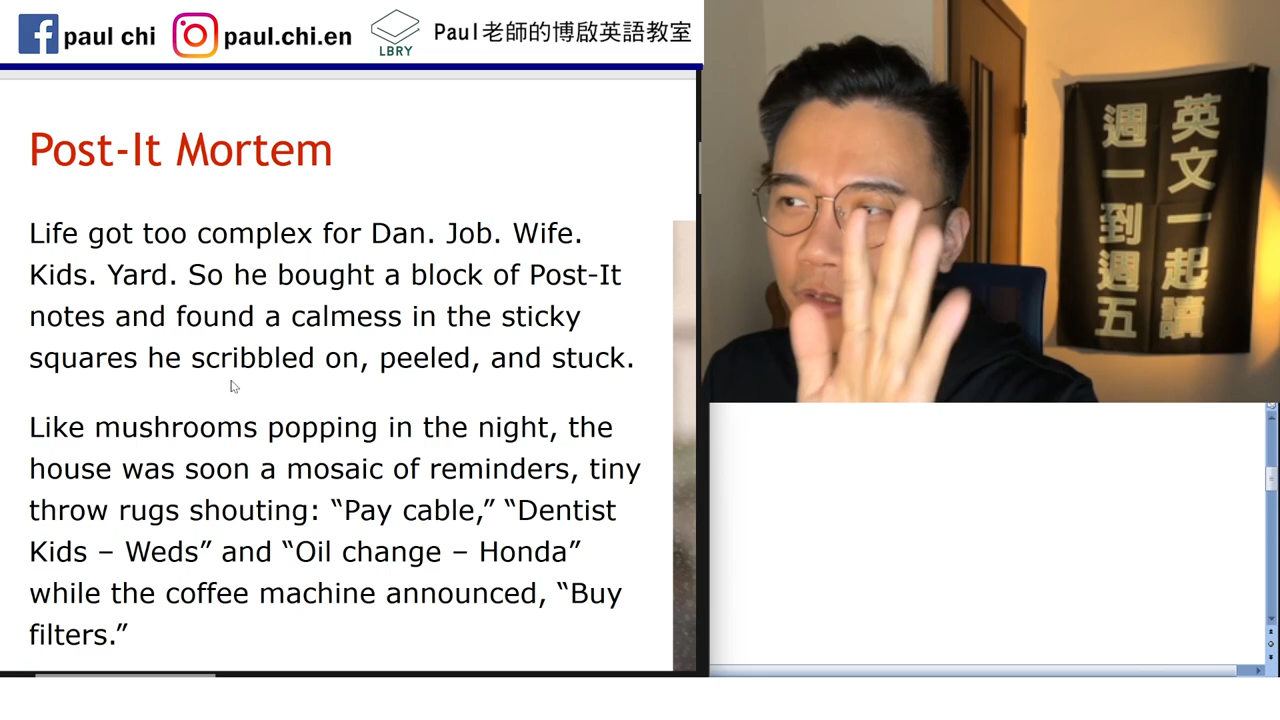 paul chi
paul.chi.en
LBRY
Paul老師的博啟英語教室
Post-It Mortem
Life got too complex for Dan. Job. Wife.
Kids. Yard. So he bought a block of Post-It
notes and found a calmess in the sticky
squares he scribbled on, peeled, and stuck.
Like mushrooms popping in the night, the
house was soon a mosaic of reminders, tiny
throw rugs shouting: “Pay cable,” “Dentist
Kids – Weds” and “Oil change – Honda”
while the coffee machine announced, “Buy
filters.”
英文一起讀
週一到週五